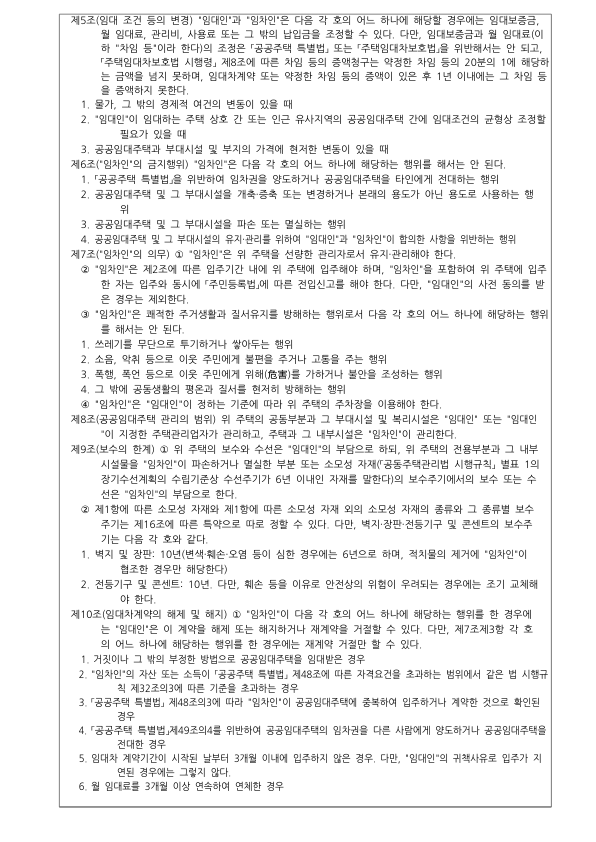 제5조(임대 조건 등의 변경) "임대인"과 "임차인"은 다음 각 호의 어느 하나에 해당할 경우에는 임대보증금,
월 임대료, 관리비, 사용료 또는 그 밖의 납입금을 조정할 수 있다. 다만, 임대보증금과 월 임대료(이
하 "차임 등"이라 한다)의 조정은 「공공주택 특별법」 또는 「주택임대차보호법」을 위반해서는 안 되고,
「주택임대차보호법 시행령」 제8조에 따른 차임 등의 증액청구는 약정한 차임 등의 20분의 1에 해당하
는 금액을 넘지 못하며, 임대차계약 또는 약정한 차임 등의 증액이 있은 후 1년 이내에는 그 차임 등
을 증액하지 못한다.
1. 물가, 그 밖의 경제적 여건의 변동이 있을 때
2. "임대인"이 임대하는 주택 상호 간 또는 인근 유사지역의 공공임대주택 간에 임대조건의 균형상 조정할
필요가 있을 때
3. 공공임대주택과 부대시설 및 부지의 가격에 현저한 변동이 있을 때
제6조("임차인"의 금지행위) "임차인"은 다음 각 호의 어느 하나에 해당하는 행위를 해서는 안 된다.
1. 「공공주택 특별법」을 위반하여 임차권을 양도하거나 공공임대주택을 타인에게 전대하는 행위
2. 공공임대주택 및 그 부대시설을 개축·증축 또는 변경하거나 본래의 용도가 아닌 용도로 사용하는 행
위
3. 공공임대주택 및 그 부대시설을 파손 또는 멸실하는 행위
4. 공공임대주택 및 그 부대시설의 유지·관리를 위하여 "임대인"과 "임차인"이 합의한 사항을 위반하는 행위
제7조("임차인"의 의무) ① "임차인"은 위 주택을 선량한 관리자로서 유지·관리해야 한다.
② "임차인"은 제2조에 따른 입주기간 내에 위 주택에 입주해야 하며, "임차인"을 포함하여 위 주택에 입주
한 자는 입주와 동시에 「주민등록법」에 따른 전입신고를 해야 한다. 다만, "임대인"의 사전 동의를 받
은 경우는 제외한다.
③ "임차인"은 쾌적한 주거생활과 질서유지를 방해하는 행위로서 다음 각 호의 어느 하나에 해당하는 행위
를 해서는 안 된다.
1. 쓰레기를 무단으로 투기하거나 쌓아두는 행위
2. 소음, 악취 등으로 이웃 주민에게 불편을 주거나 고통을 주는 행위
3. 폭행, 폭언 등으로 이웃 주민에게 위해(危害)를 가하거나 불안을 조성하는 행위
4. 그 밖에 공동생활의 평온과 질서를 현저히 방해하는 행위
④ "임차인"은 "임대인"이 정하는 기준에 따라 위 주택의 주차장을 이용해야 한다.
제8조(공공임대주택 관리의 범위) 위 주택의 공동부분과 그 부대시설 및 복리시설은 "임대인" 또는 "임대인
"이 지정한 주택관리업자가 관리하고, 주택과 그 내부시설은 "임차인"이 관리한다.
제9조(보수의 한계) ① 위 주택의 보수와 수선은 "임대인"의 부담으로 하되, 위 주택의 전용부분과 그 내부
시설물을 "임차인"이 파손하거나 멸실한 부분 또는 소모성 자재(「공동주택관리법 시행규칙」 별표 1의
장기수선계획의 수립기준상 수선주기가 6년 이내인 자재를 말한다)의 보수주기에서의 보수 또는 수
선은 "임차인"의 부담으로 한다.
② 제1항에 따른 소모성 자재와 제1항에 따른 소모성 자재 외의 소모성 자재의 종류와 그 종류별 보수
주기는 제16조에 따른 특약으로 따로 정할 수 있다. 다만, 벽지·장판·전등기구 및 콘센트의 보수주
기는 다음 각 호와 같다.
1. 벽지 및 장판: 10년(변색·훼손·오염 등이 심한 경우에는 6년으로 하며, 적치물의 제거에 "임차인"이
협조한 경우만 해당한다)
2. 전등기구 및 콘센트: 10년. 다만, 훼손 등을 이유로 안전상의 위험이 우려되는 경우에는 조기 교체해
야 한다.
제10조(임대차계약의 해제 및 해지) ① "임차인"이 다음 각 호의 어느 하나에 해당하는 행위를 한 경우에
는 "임대인"은 이 계약을 해제 또는 해지하거나 재계약을 거절할 수 있다. 다만, 제7조제3항 각 호
의 어느 하나에 해당하는 행위를 한 경우에는 재계약 거절만 할 수 있다.
1. 거짓이나 그 밖의 부정한 방법으로 공공임대주택을 임대받은 경우
2. "임차인"의 자산 또는 소득이 「공공주택 특별법」 제48조에 따른 자격요건을 초과하는 범위에서 같은 법 시행규
칙 제32조의3에 따른 기준을 초과하는 경우
3. 「공공주택 특별법」 제48조의3에 따라 "임차인"이 공공임대주택에 중복하여 입주하거나 계약한 것으로 확인된
경우
4. 「공공주택 특별법」제49조의4를 위반하여 공공임대주택의 임차권을 다른 사람에게 양도하거나 공공임대주택을
전대한 경우
5. 임대차 계약기간이 시작된 날부터 3개월 이내에 입주하지 않은 경우. 다만, "임대인"의 귀책사유로 입주가 지
연된 경우에는 그렇지 않다.
6. 월 임대료를 3개월 이상 연속하여 연체한 경우